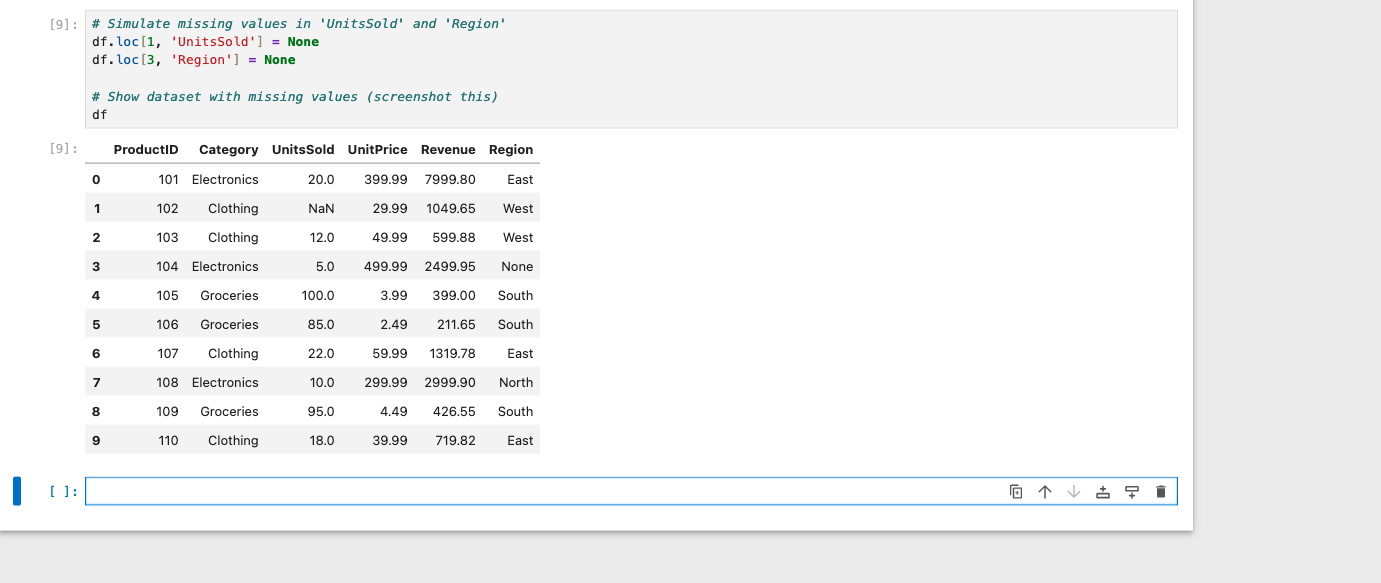 [9]: # Simulate missing values in 'UnitsSold' and 'Region'
df.loc[1, 'UnitsSold'] = None
df.loc[3, 'Region'] = None
# Show dataset with missing values (screenshot this)
df
[9]: ProductID Category UnitsSold UnitPrice Revenue Region
0 101 Electronics 20.0 399.99 7999.80 East
1 102 Clothing NaN 29.99 1049.65 West
2 103 Clothing 12.0 49.99 599.88 West
3 104 Electronics 5.0 499.99 2499.95 None
4 105 Groceries 100.0 3.99 399.00 South
5 106 Groceries 85.0 2.49 211.65 South
6 107 Clothing 22.0 59.99 1319.78 East
7 108 Electronics 10.0 299.99 2999.90 North
8 109 Groceries 95.0 4.49 426.55 South
9 110 Clothing 18.0 39.99 719.82 East
[ ]: